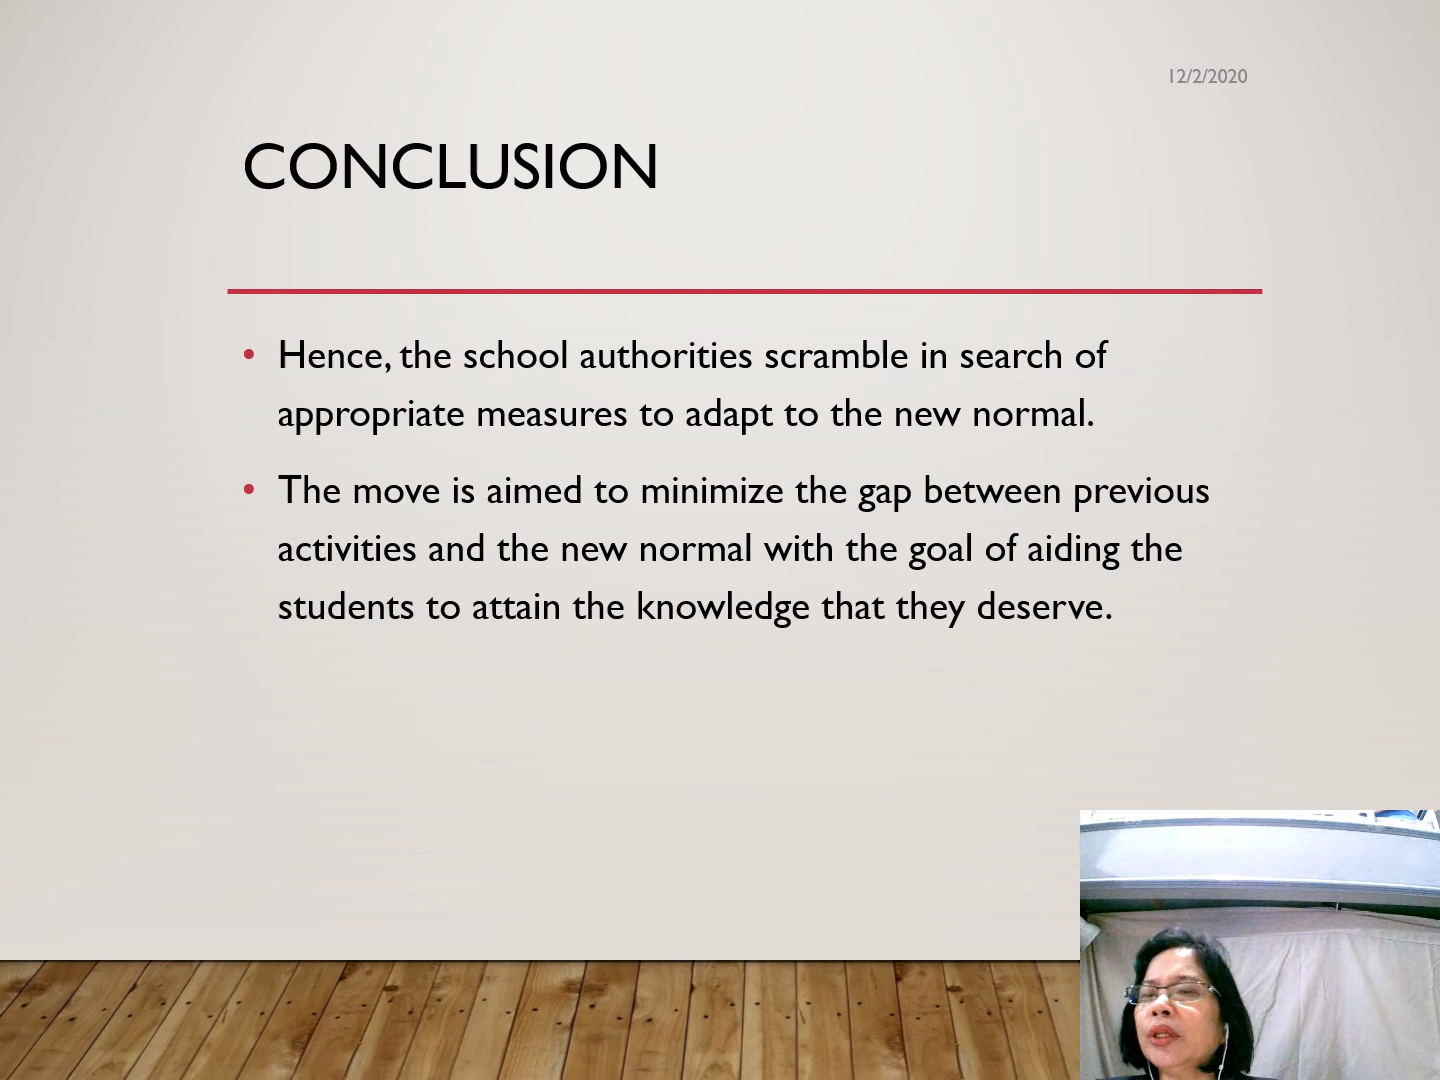 12/2/2020
CONCLUSION
• Hence, the school authorities scramble in search of
appropriate measures to adapt to the new normal.
• The move is aimed to minimize the gap between previous
activities and the new normal with the goal of aiding the
students to attain the knowledge that they deserve.